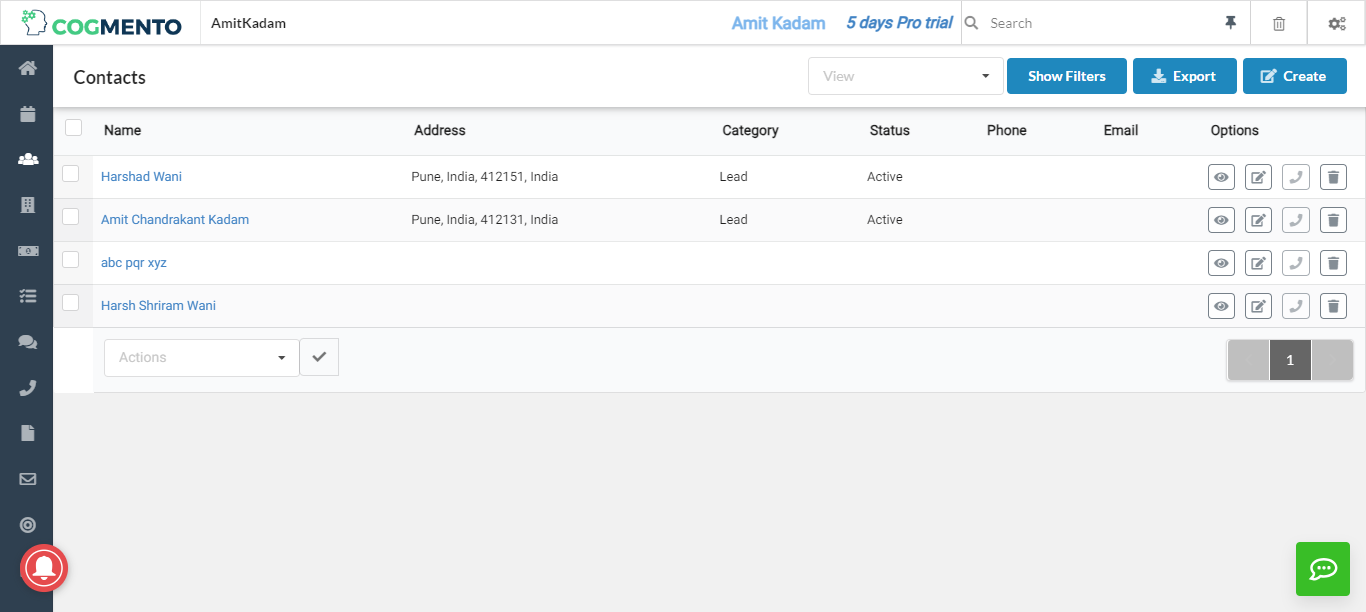 COGMENTO AmitKadam Amit Kadam 5 days Pro trial Search
Contacts View Show Filters Export Create
Name Address Category Status Phone Email Options
Harshad Wani Pune, India, 412151, India Lead Active
Amit Chandrakant Kadam Pune, India, 412131, India Lead Active
abc pqr xyz
Harsh Shriram Wani
Actions 1